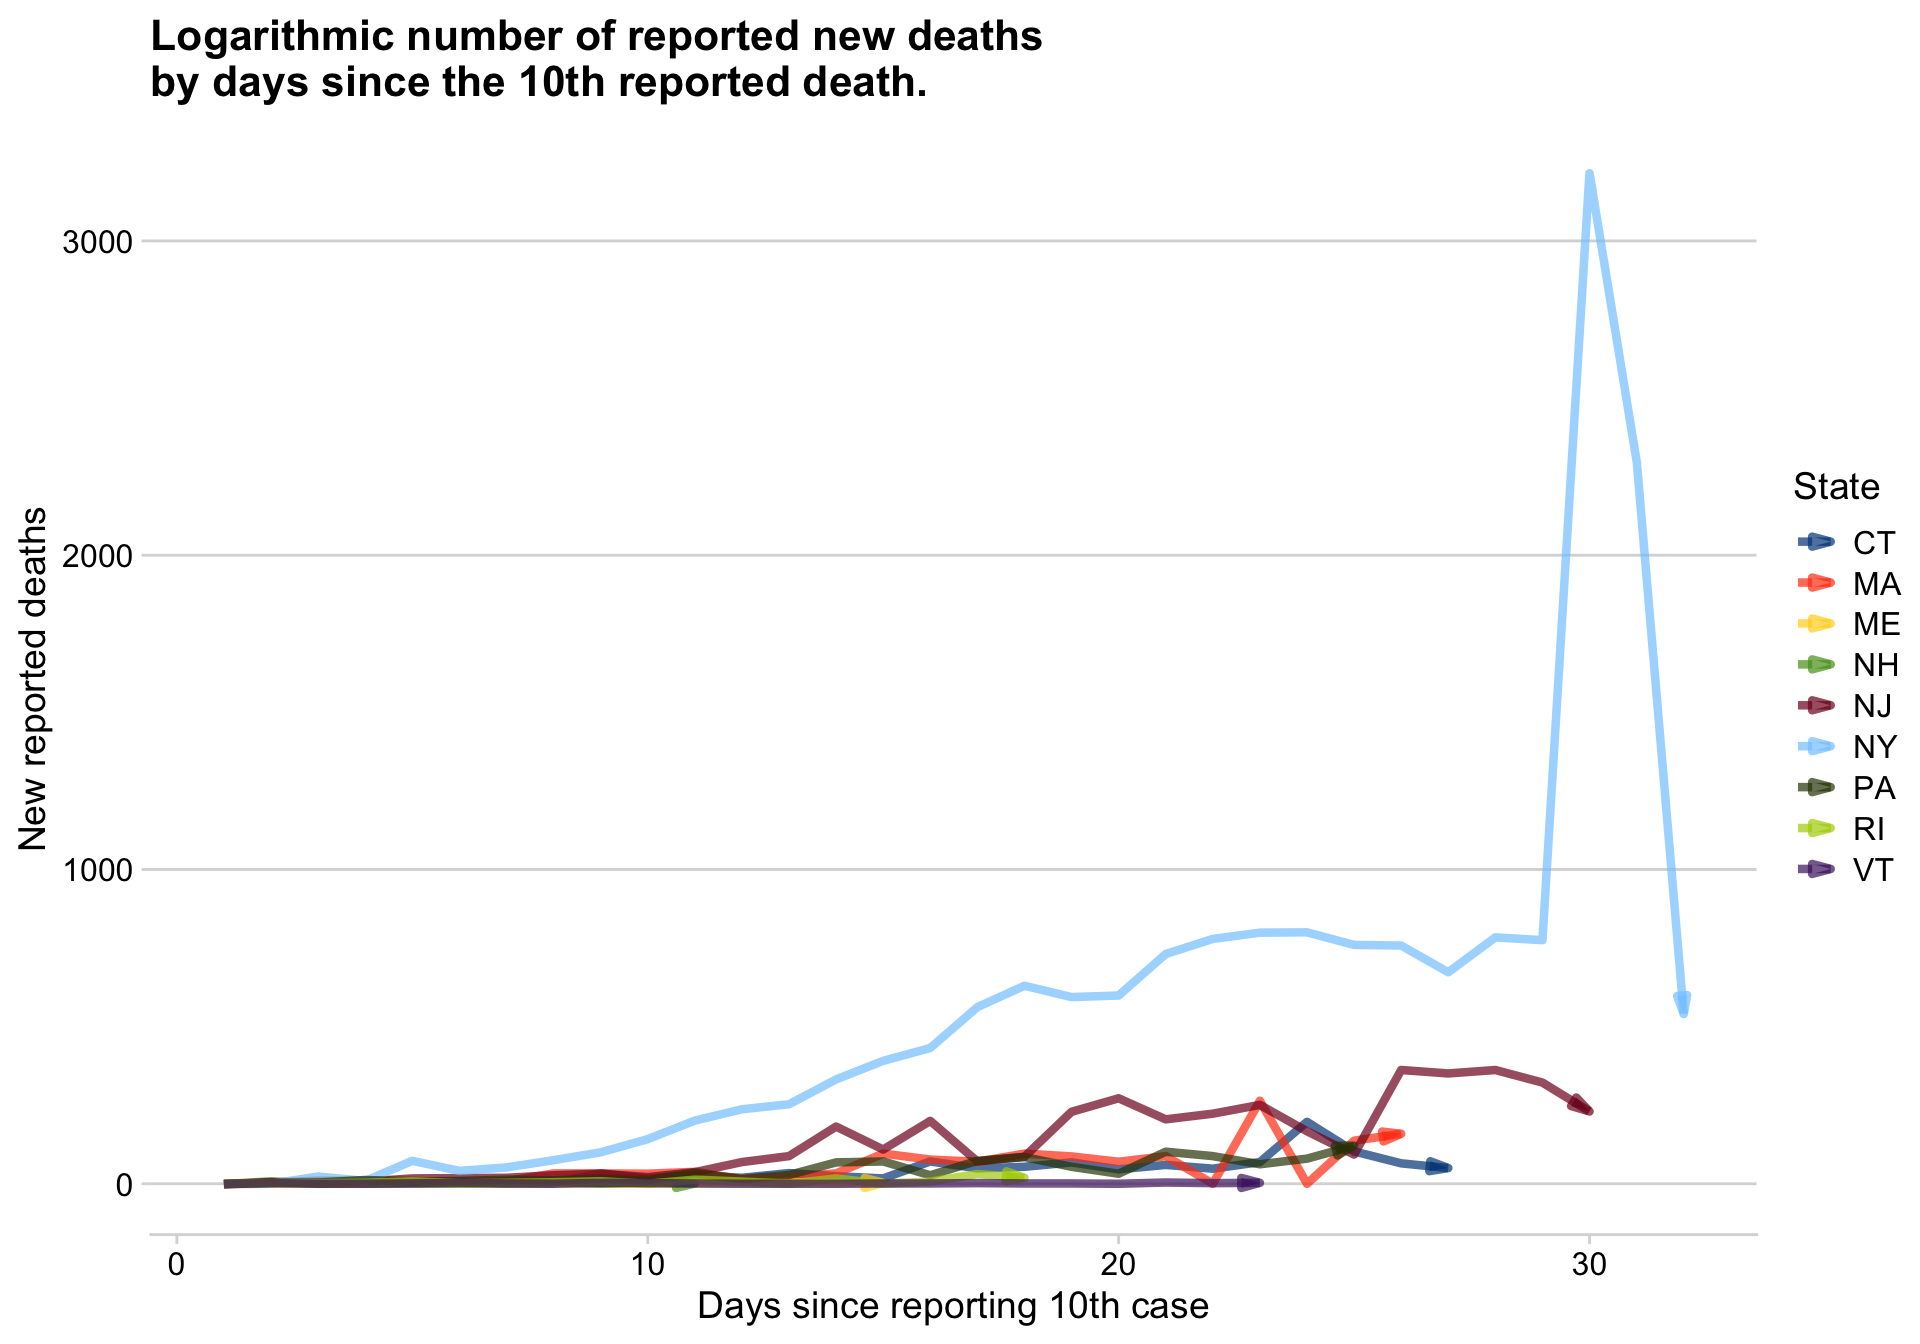 Logarithmic number of reported new deaths
by days since the 10th reported death.
New reported deaths
3000
2000
1000
0
0 10 20 30
Days since reporting 10th case
State
CT
MA
ME
NH
NJ
NY
PA
RI
VT